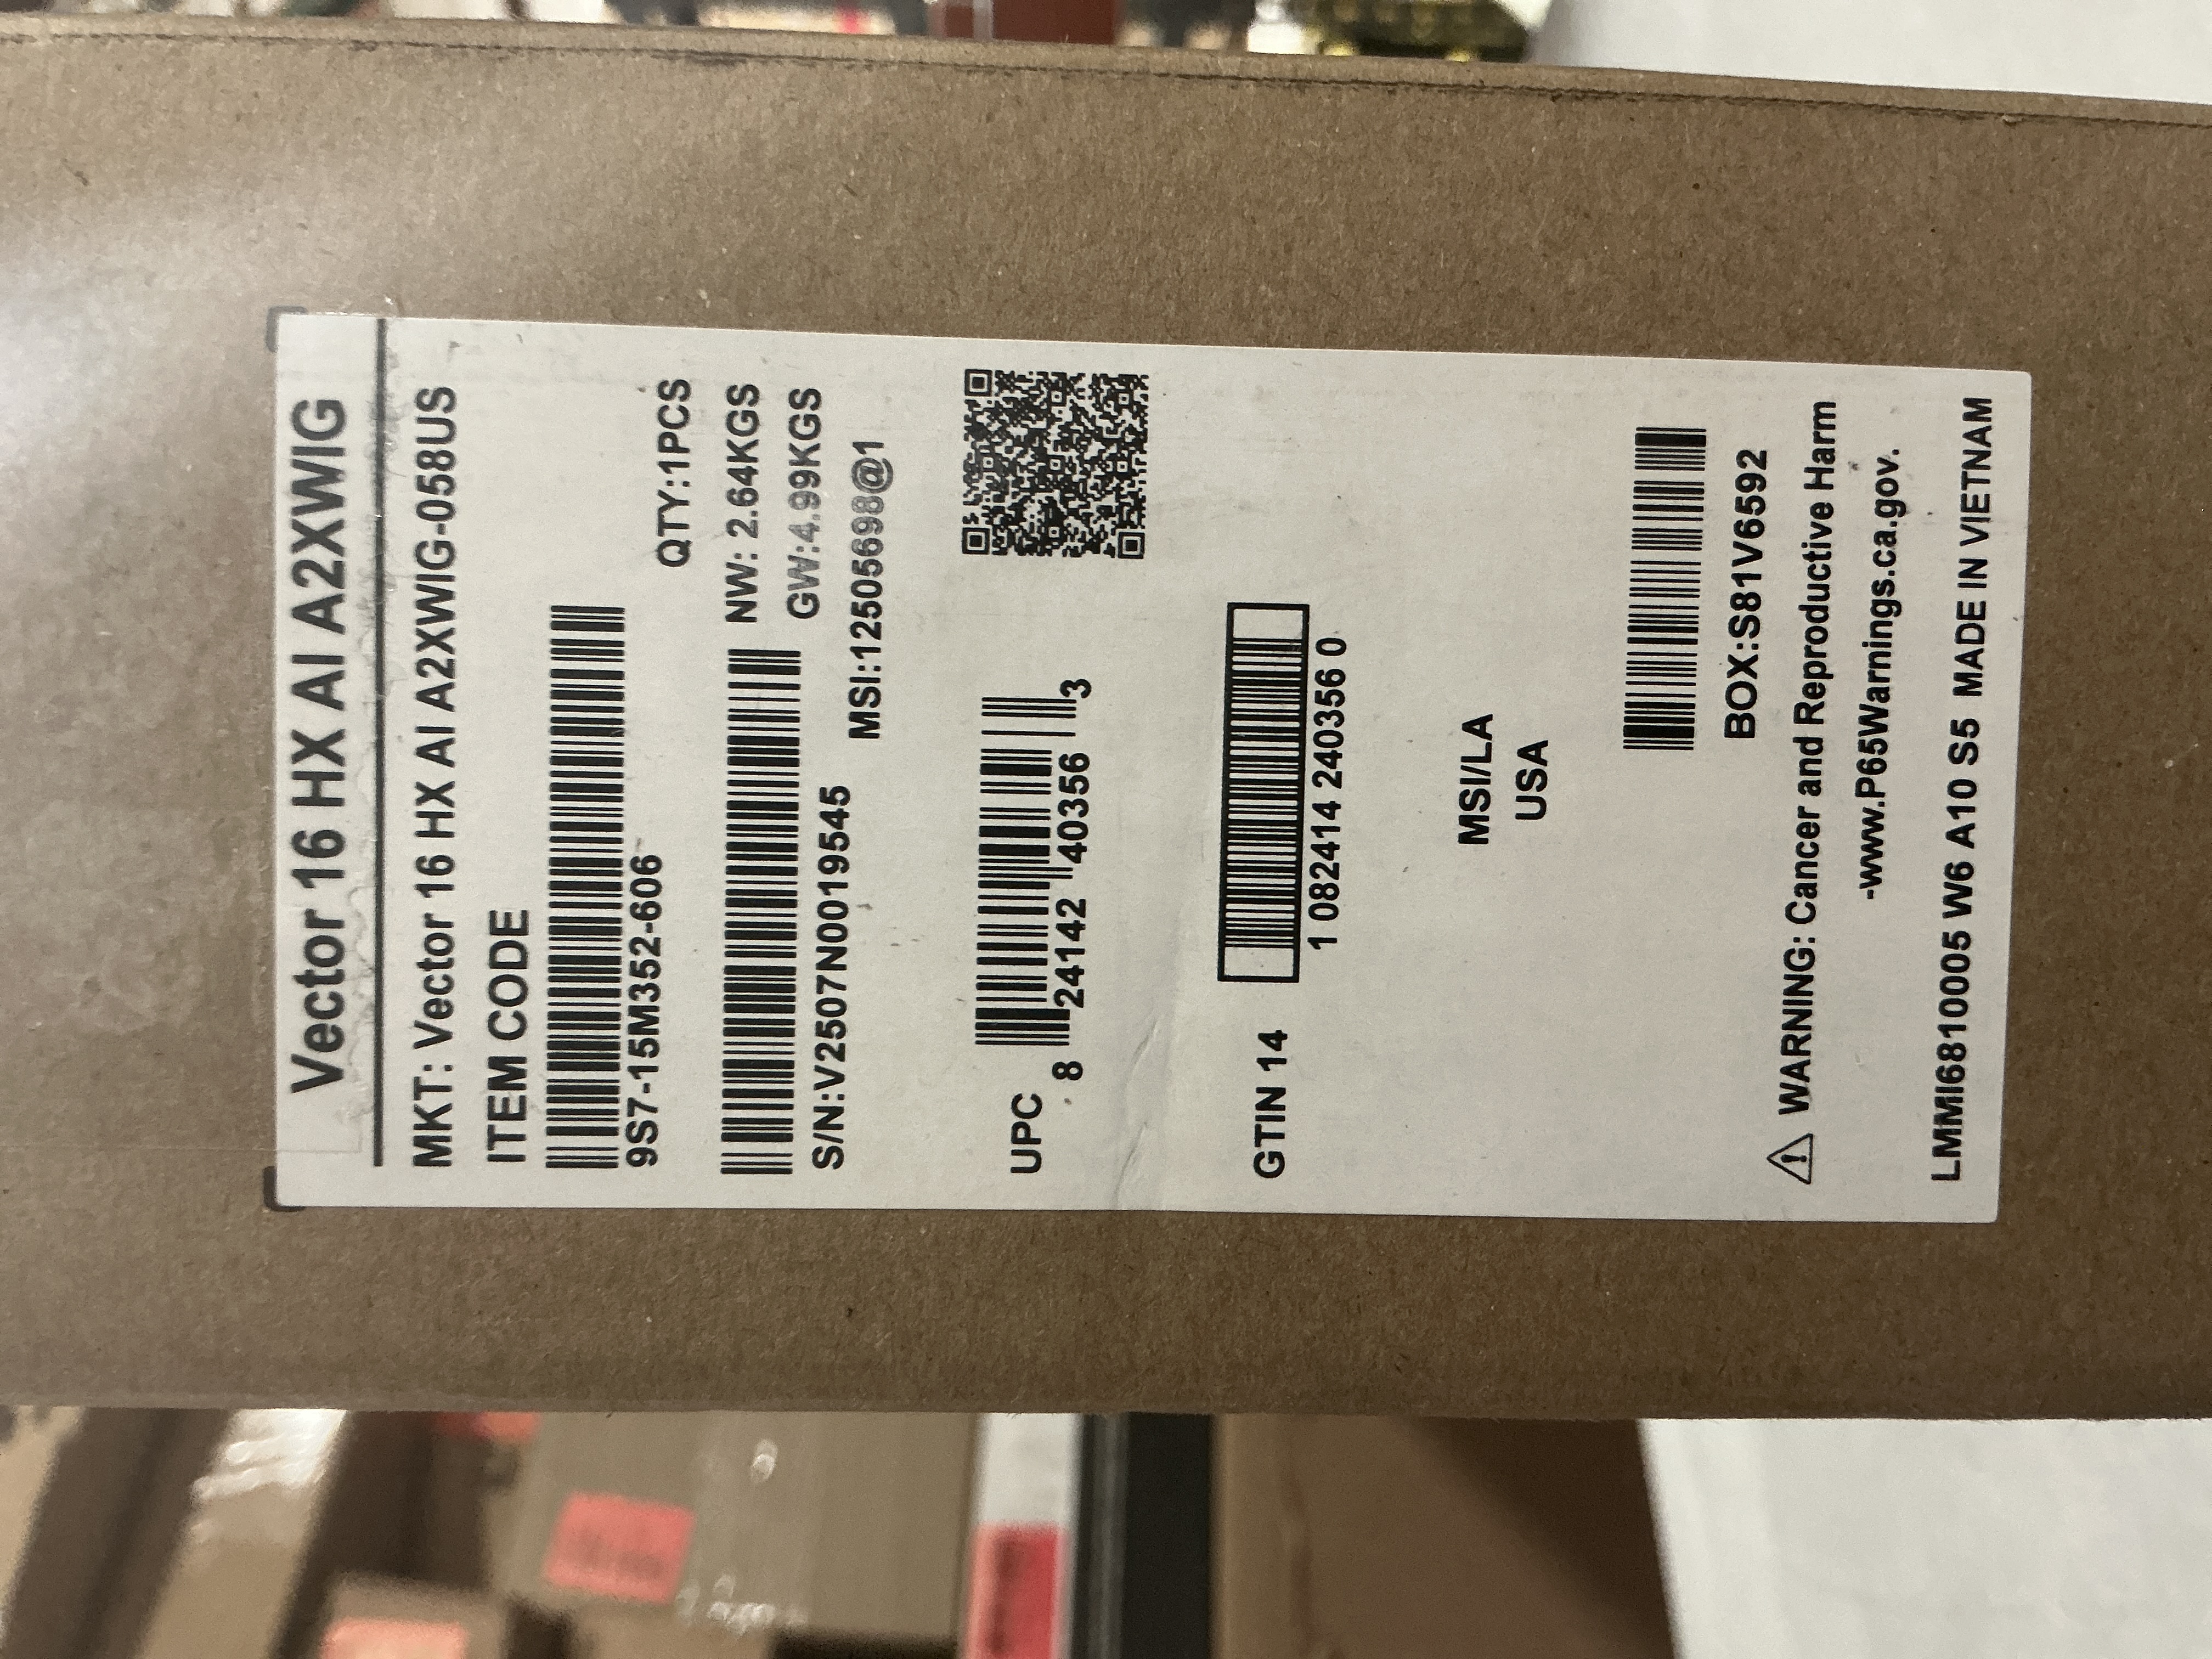 Vector 16 HX AI A2XWIG
MKT: Vector 16 HX AI A2XWIG-058US
ITEM CODE
9S7-15M352-606
QTY:1PCS
NW: 2.64KGS
GW:4.99KGS
S/N:V2507N0019545
MSI:12505698@1
UPC
8 24142 40356 3
GTIN 14
1 082414 240356 0
MSI/LA
USA
BOX:S81V6592
WARNING: Cancer and Reproductive Harm
-www.P65Warnings.ca.gov.
LMMI6810005 W6 A10 S5 MADE IN VIETNAM